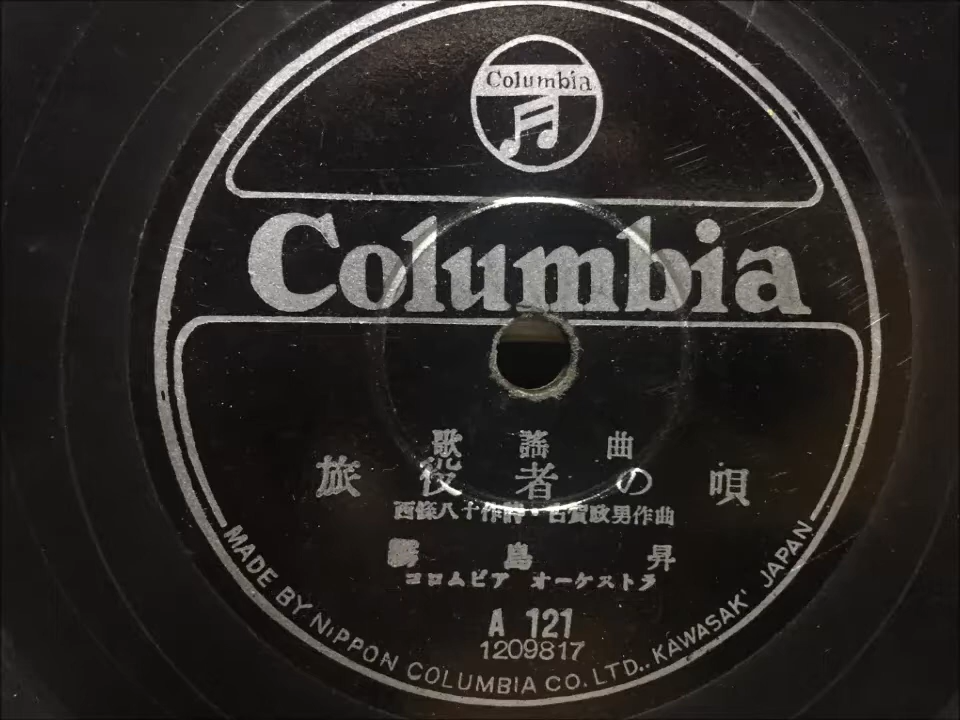 Columbia
Columbia
歌謡曲
旅役者の唄
西條八十作詩・古賀政男作曲
霧島昇
コロムビア オーケストラ
A 121
1209817
MADE BY NIPPON COLUMBIA CO. LTD., KAWASAKI JAPAN